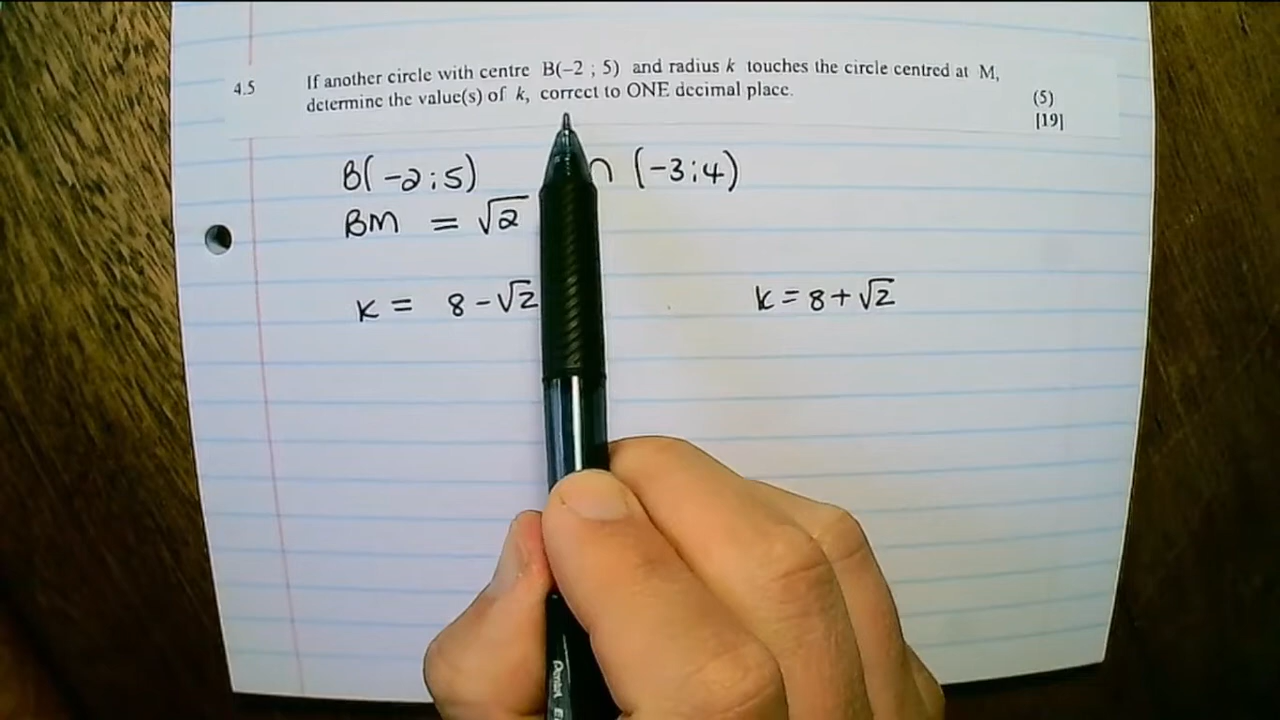 4.5 If another circle with centre B(−2 ; 5) and radius k touches the circle centred at M,
determine the value(s) of k, correct to ONE decimal place. (5)
[19]
B(-2;5) (-3;4)
BM = √2
K = 8-√2 K=8+√2
Pentel